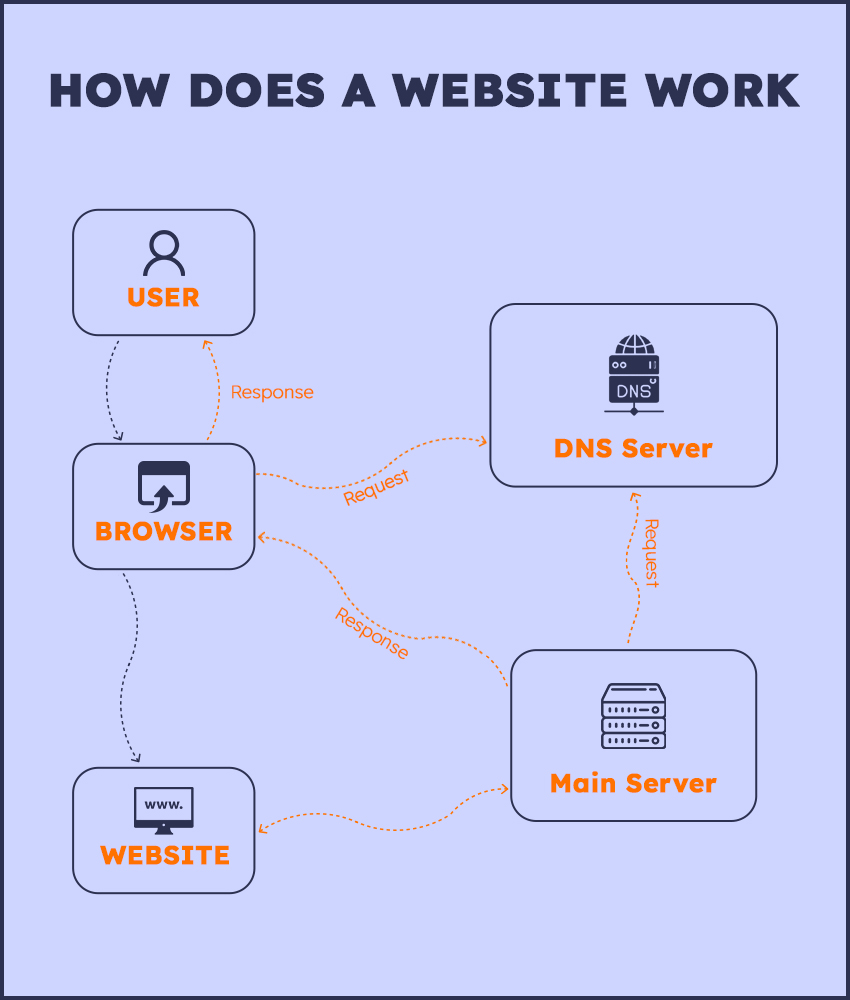 HOW DOES A WEBSITE WORK
USER
Response
DNS
DNS Server
BROWSER
Request
Request
Response
Main Server
www.
WEBSITE